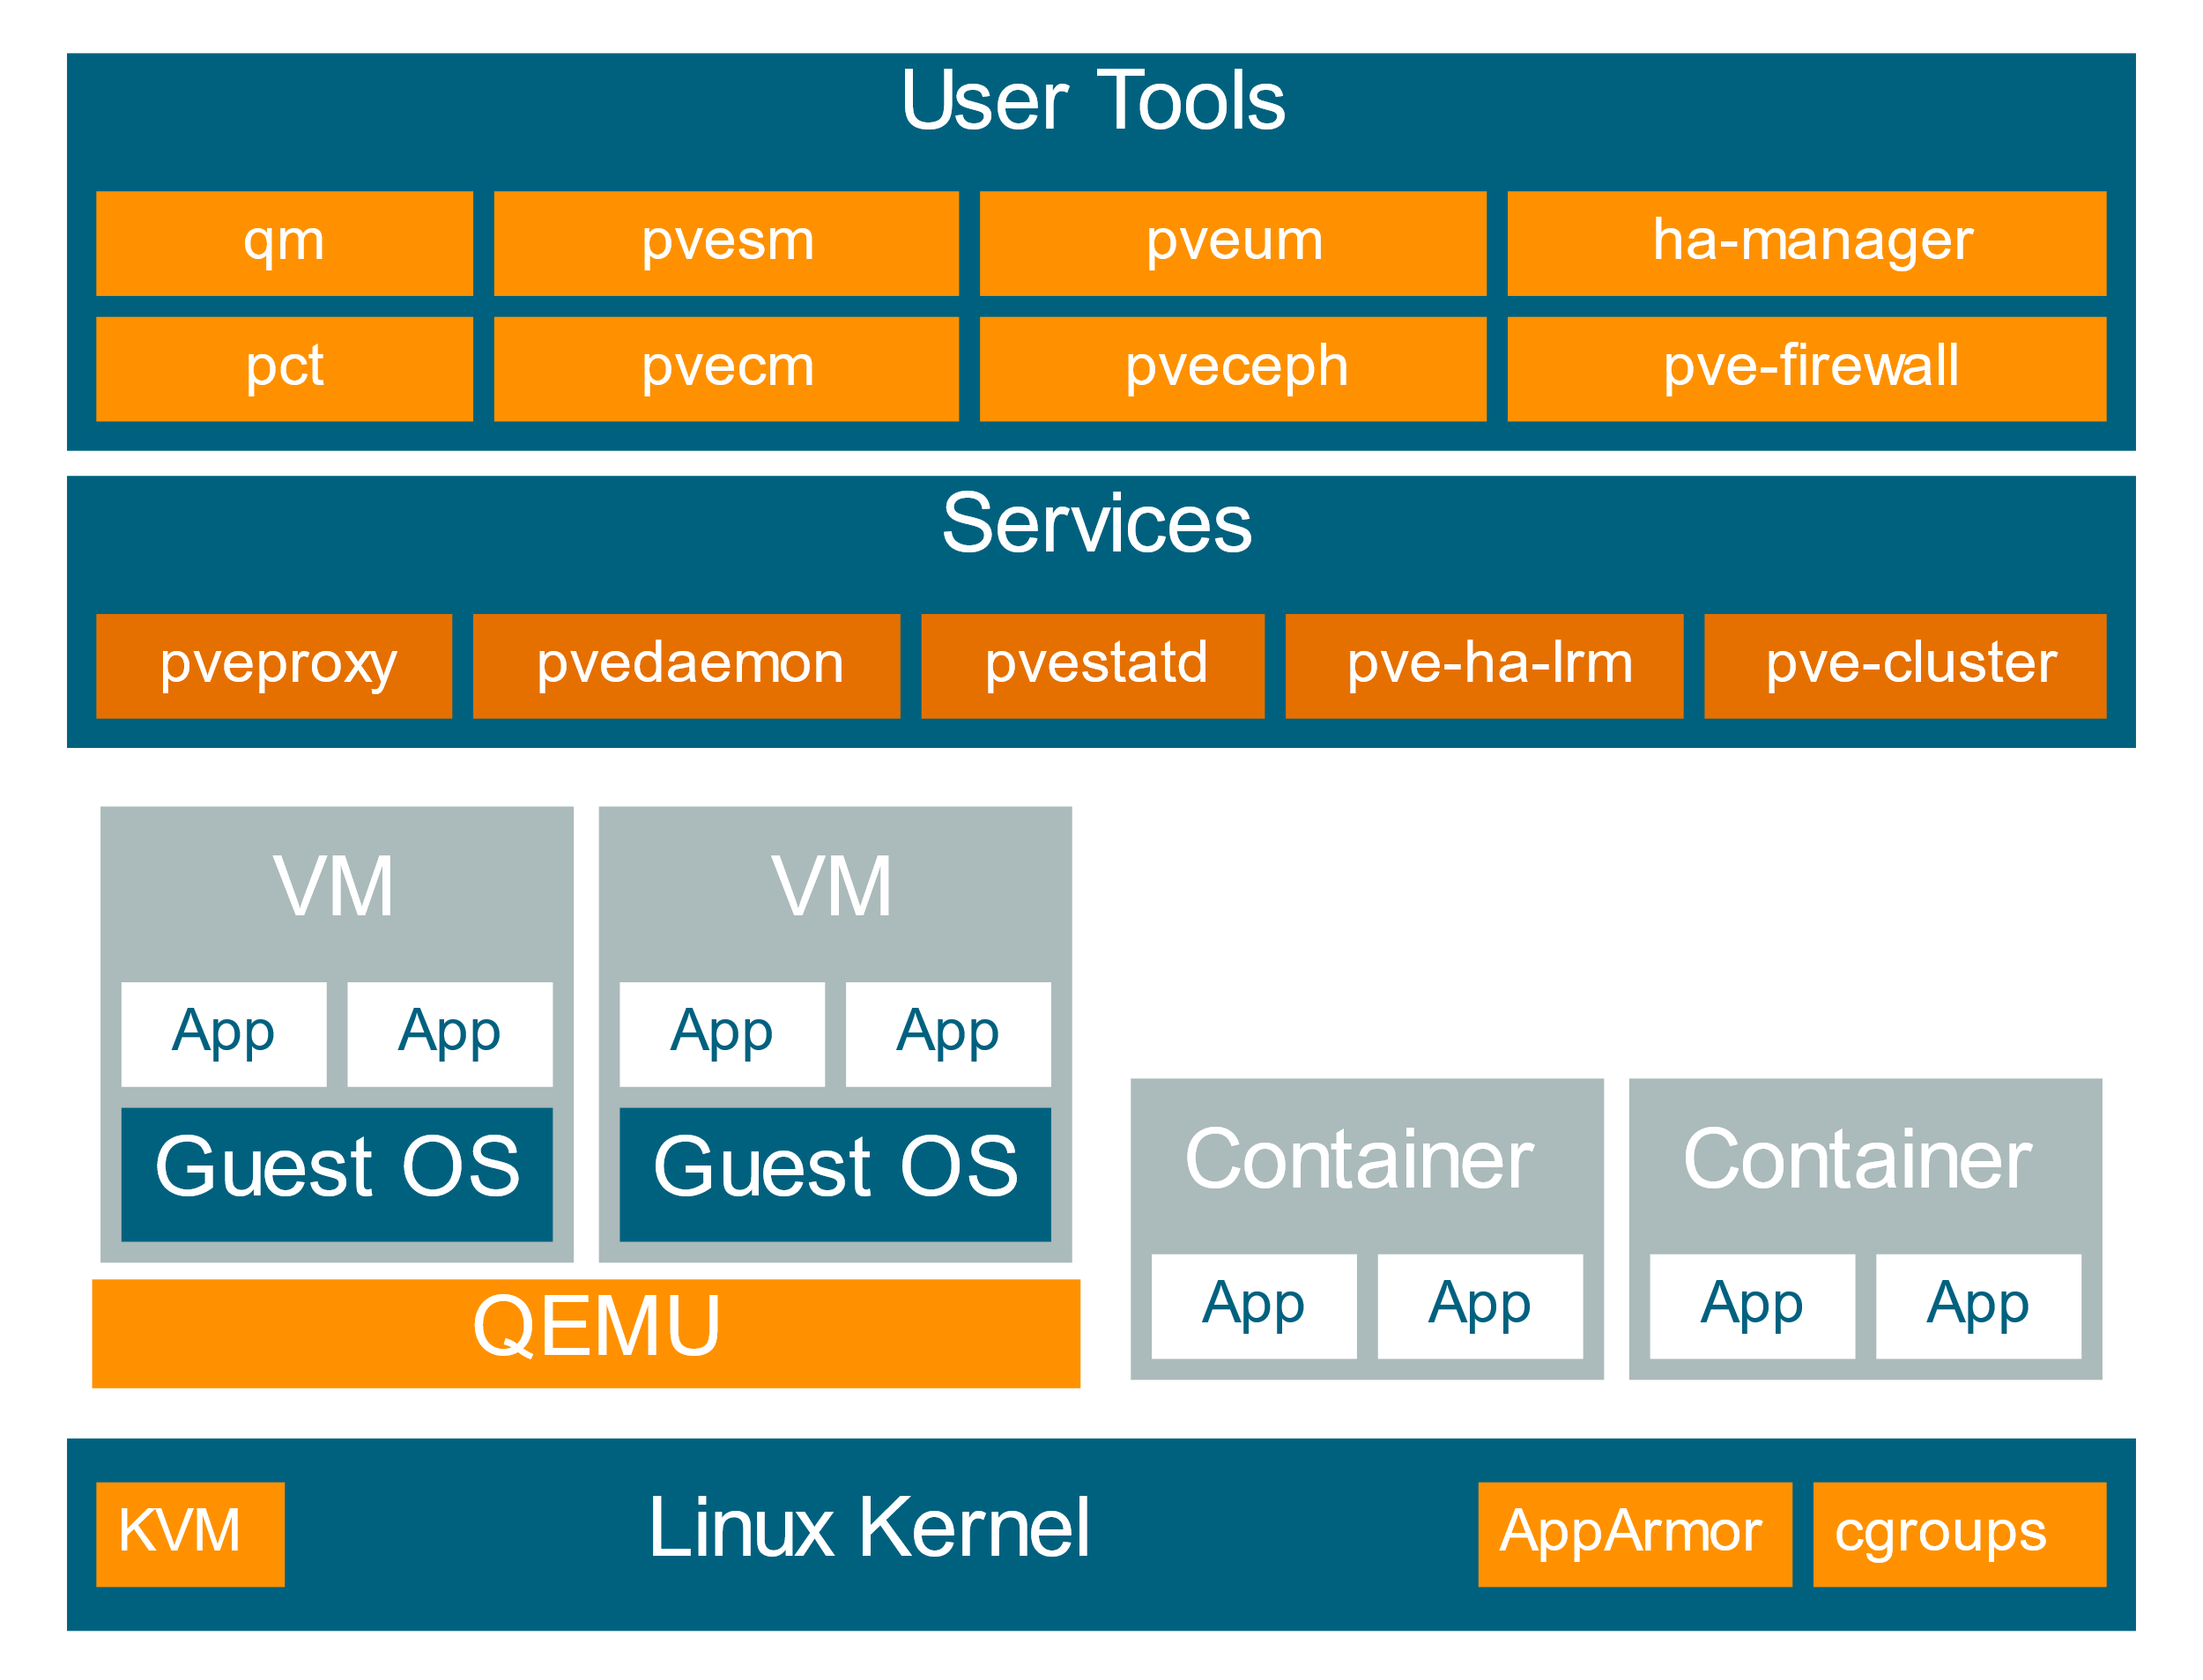 User Tools
qm pvesm pveum ha-manager
pct pvecm pveceph pve-firewall
Services
pveproxy pvedaemon pvestatd pve-ha-lrm pve-cluster
VM VM
App App App App
Guest OS Guest OS
Container Container
QEMU
App App App App
KVM Linux Kernel AppArmor cgroups